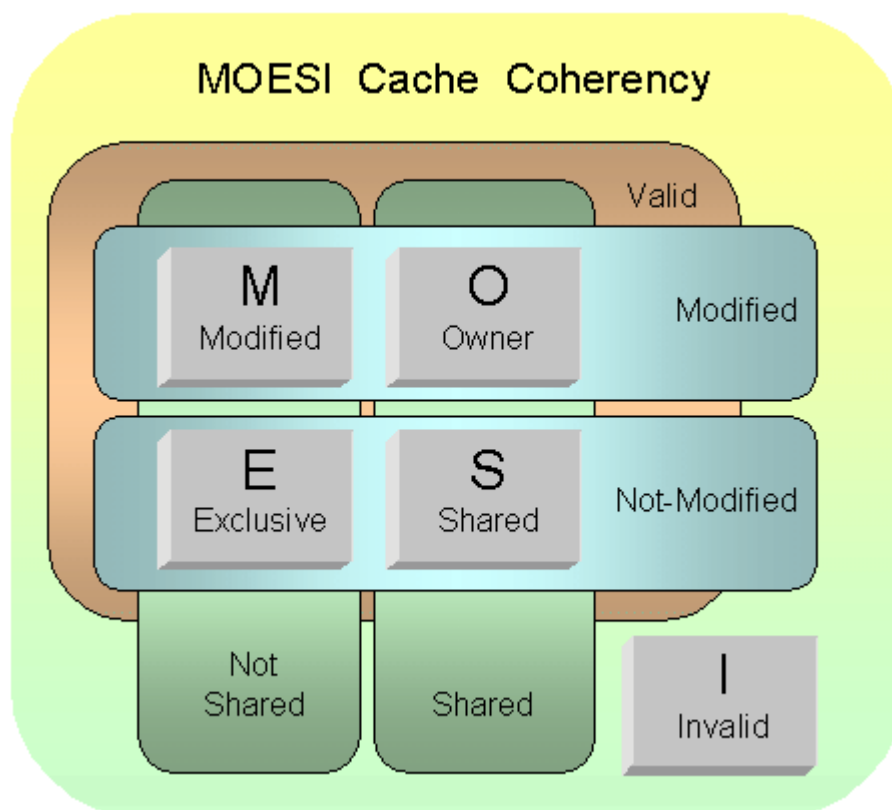 MOESI Cache Coherency
Valid
M
Modified
O
Owner
Modified
E
Exclusive
S
Shared
Not-Modified
Not
Shared
Shared
I
Invalid